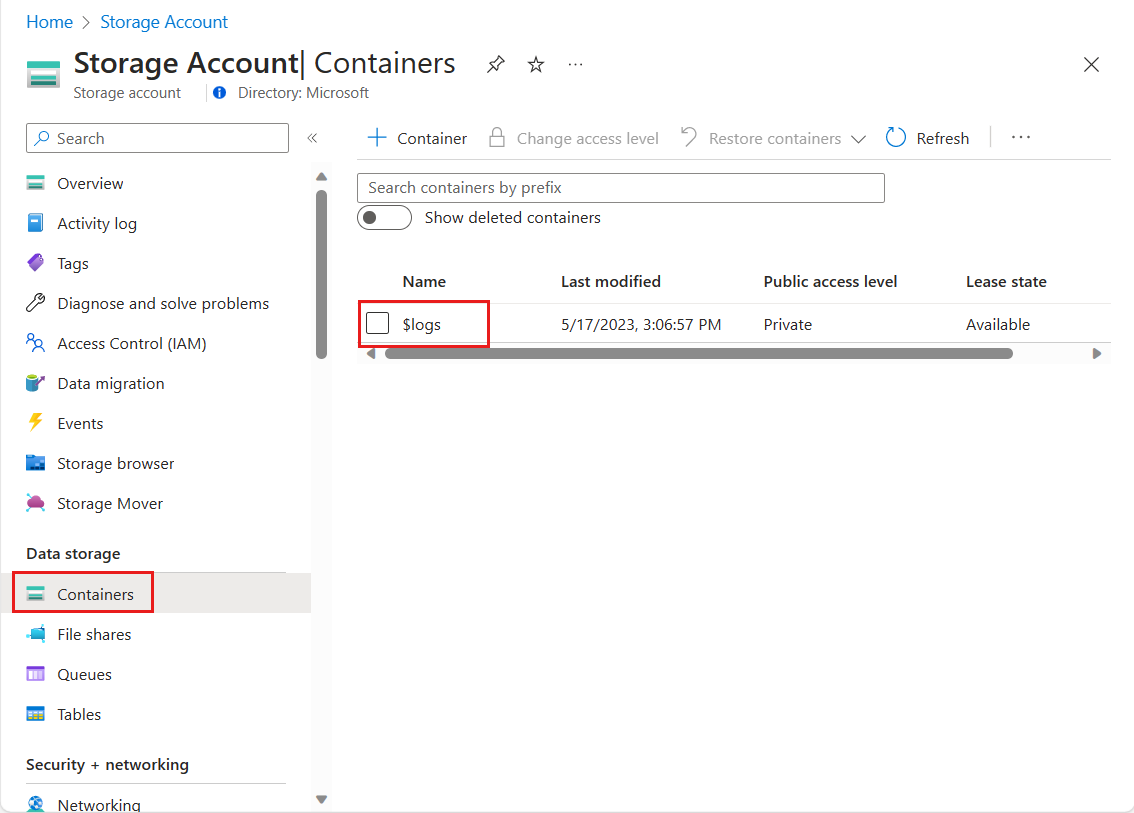 Home > Storage Account
Storage Account| Containers
Storage account
Directory: Microsoft
Search
Overview
Activity log
Tags
Diagnose and solve problems
Access Control (IAM)
Data migration
Events
Storage browser
Storage Mover
Data storage
Containers
File shares
Queues
Tables
Security + networking
Networking
+ Container Change access level Restore containers Refresh
Search containers by prefix
Show deleted containers
Name Last modified Public access level Lease state
$logs 5/17/2023, 3:06:57 PM Private Available